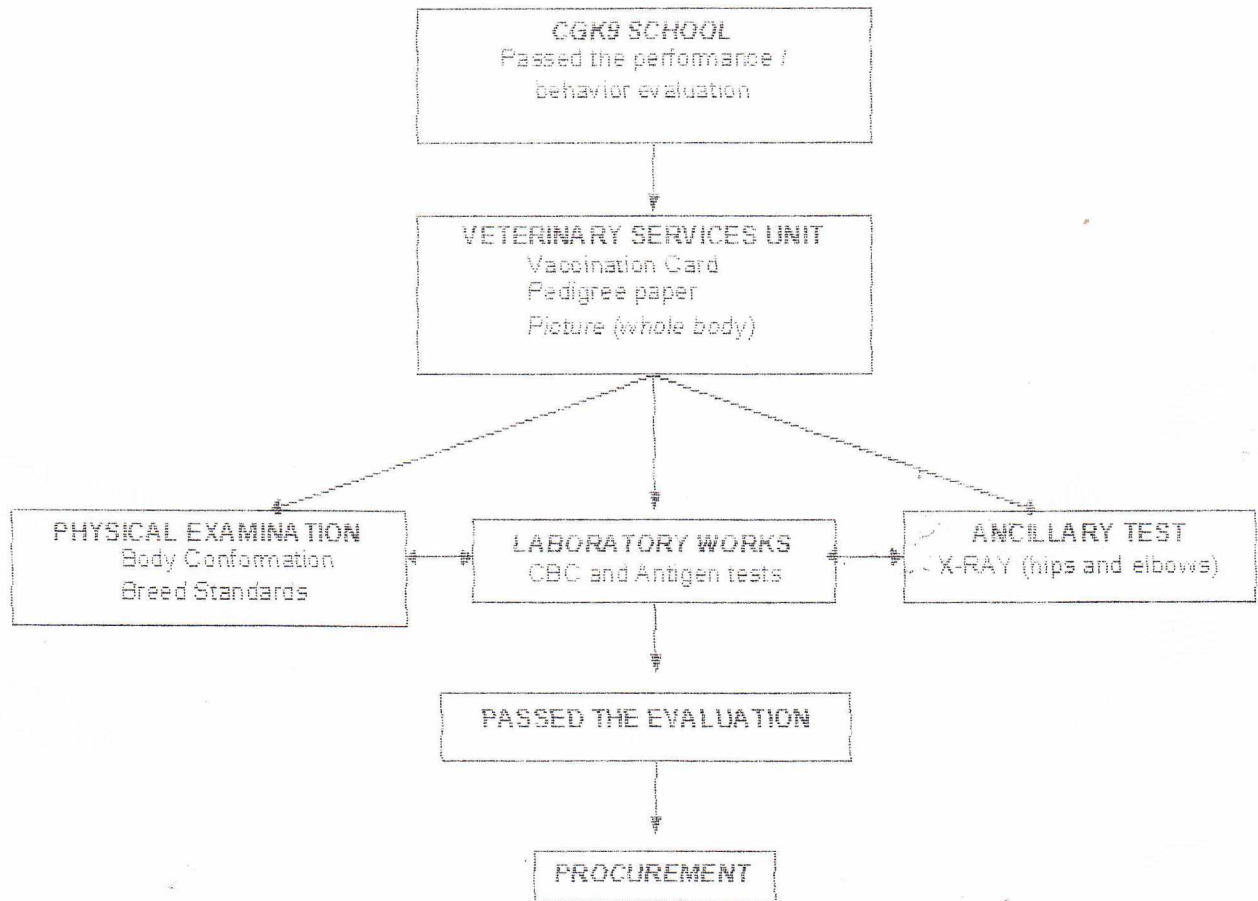 CGK9 SCHOOL
Passed the performance /
behavior evaluation
VETERINARY SERVICES UNIT
Vaccination Card
Pedigree paper
Picture (whole body)
PHYSICAL EXAMINATION
Body Conformation
Breed Standards
LABORATORY WORKS
CBC and Antigen tests
ANCILLARY TEST
X-RAY (hips and elbows)
PASSED THE EVALUATION
PROCUREMENT